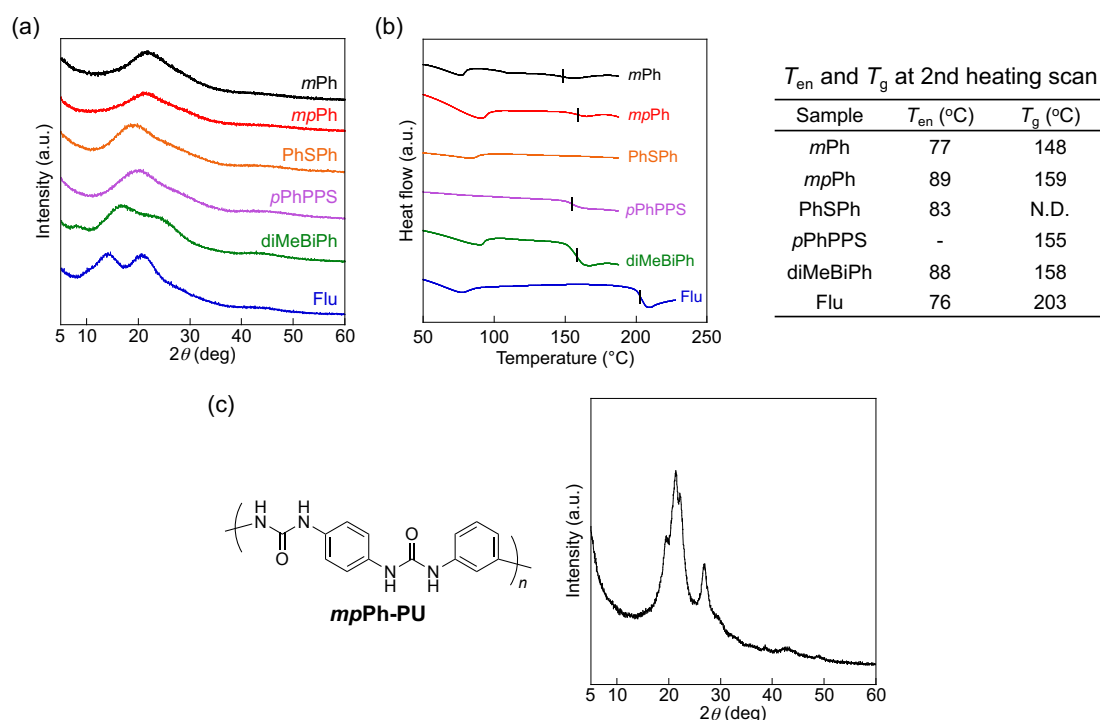 (a)
Intensity (a.u.)
mPh
mpPh
PhSPh
pPhPPS
diMeBiPh
Flu
5 10 20 30 40 50 60
2θ (deg)
(b)
Heat flow (a.u.)
mPh
mpPh
PhSPh
pPhPPS
diMeBiPh
Flu
50 100 150 200 250
Temperature (°C)
Ten and Tg at 2nd heating scan
Sample Ten (°C) Tg (°C)
mPh 77 148
mpPh 89 159
PhSPh 83 N.D.
pPhPPS - 155
diMeBiPh 88 158
Flu 76 203
(c)
H N O H N N H O N H n
mpPh-PU
Intensity (a.u.)
5 10 20 30 40 50 60
2θ (deg)